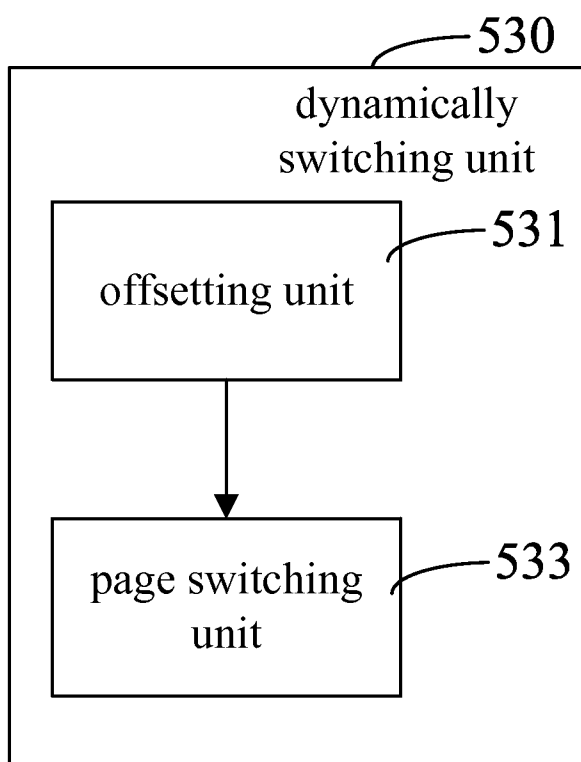 530
dynamically
switching unit
531
offsetting unit
533
page switching
unit